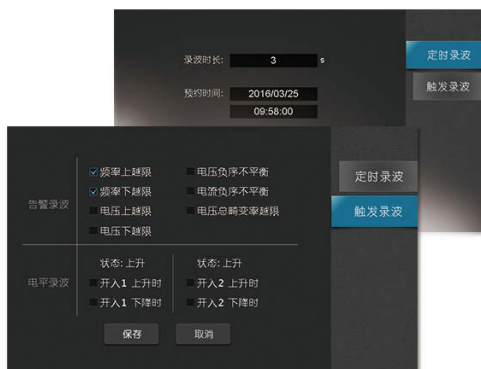 录波时长: 3 s
预约时间: 2016/03/25
09:58:00
定时录波
触发录波
告警录波
频率上越限 电压负序不平衡
频率下越限 电流负序不平衡
电压上越限 电压总畸变率越限
电压下越限
电平录波
状态: 上升 状态: 上升
开入1 上升时 开入2 上升时
开入1 下降时 开入2 下降时
保存 取消
定时录波
触发录波